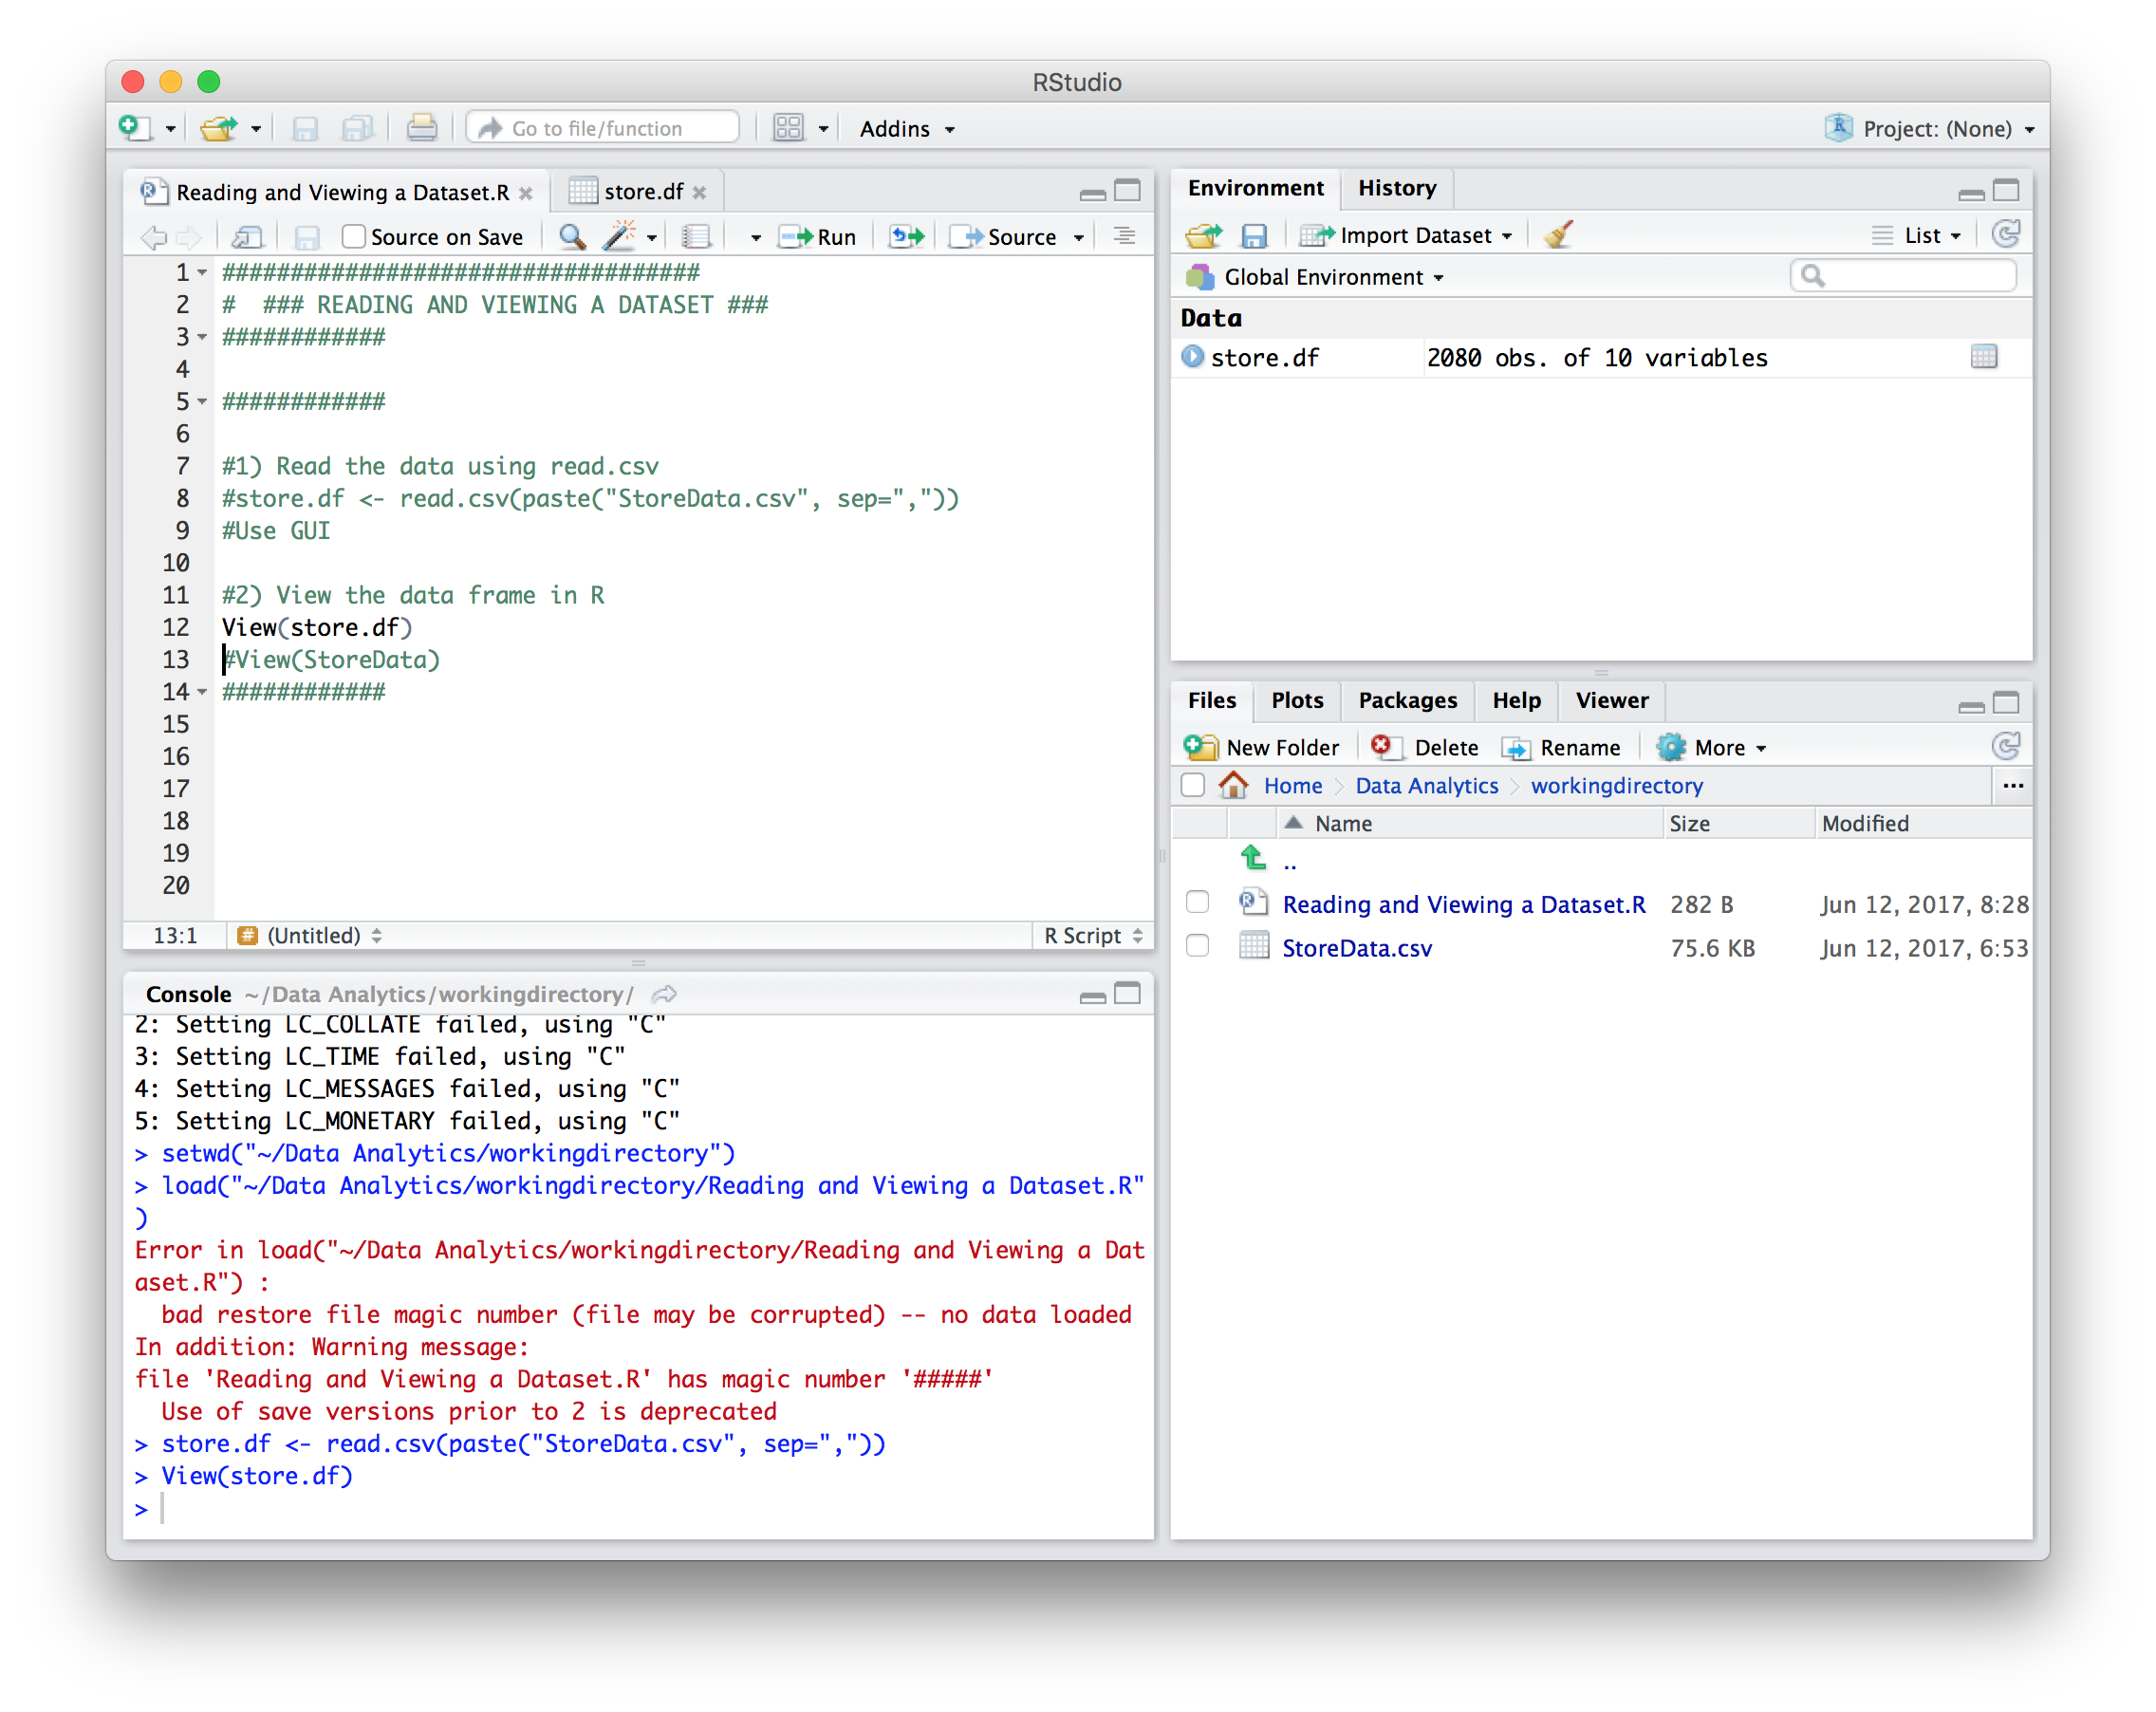 RStudio
Go to file/function
Addins
Project: (None)
Reading and Viewing a Dataset.R
store.df
Source on Save
Run
Source
1 ###################################
2 #  ### READING AND VIEWING A DATASET ###
3 ############
4
5 ############
6
7 #1) Read the data using read.csv
8 #store.df <- read.csv(paste("StoreData.csv", sep=","))
9 #Use GUI
10
11 #2) View the data frame in R
12 View(store.df)
13 #View(StoreData)
14 ############
15
16
17
18
19
20
13:1 # (Untitled) R Script
Console ~/Data Analytics/workingdirectory/
2: Setting LC_COLLATE failed, using "C"
3: Setting LC_TIME failed, using "C"
4: Setting LC_MESSAGES failed, using "C"
5: Setting LC_MONETARY failed, using "C"
> setwd("~/Data Analytics/workingdirectory")
> load("~/Data Analytics/workingdirectory/Reading and Viewing a Dataset.R"
)
Error in load("~/Data Analytics/workingdirectory/Reading and Viewing a Dat
aset.R") :
  bad restore file magic number (file may be corrupted) -- no data loaded
In addition: Warning message:
file 'Reading and Viewing a Dataset.R' has magic number '#####'
  Use of save versions prior to 2 is deprecated
> store.df <- read.csv(paste("StoreData.csv", sep=","))
> View(store.df)
>
Environment History
Import Dataset List
Global Environment
Data
store.df 2080 obs. of 10 variables
Files Plots Packages Help Viewer
New Folder Delete Rename More
Home Data Analytics workingdirectory ...
Name Size Modified
..
Reading and Viewing a Dataset.R 282 B Jun 12, 2017, 8:28
StoreData.csv 75.6 KB Jun 12, 2017, 6:53